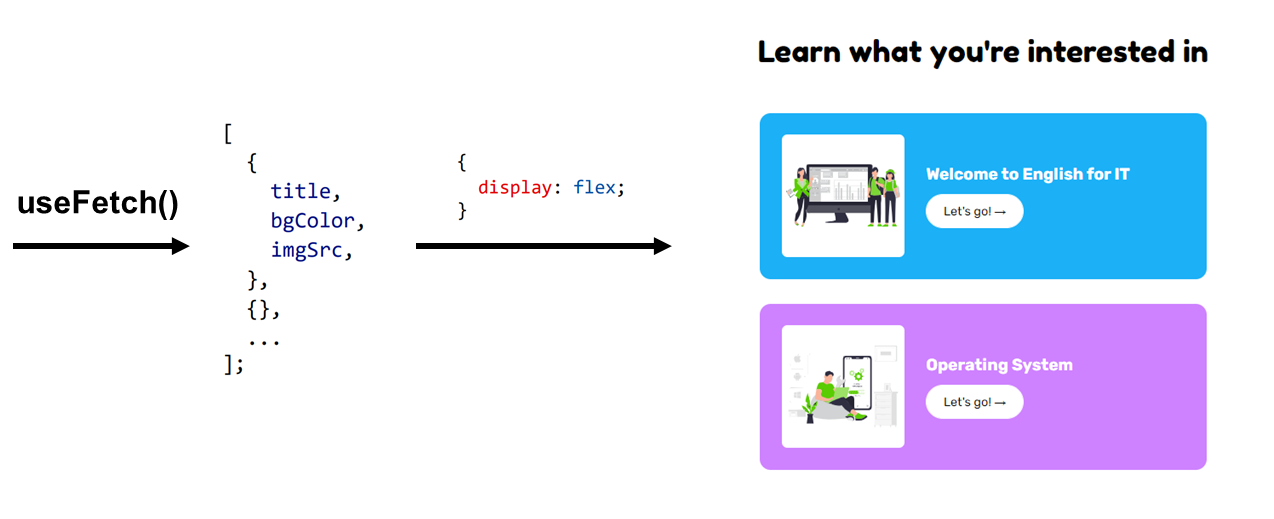 useFetch()
[
{
title,
bgColor,
imgSrc,
},
{},
...
];
{
display: flex;
}
Learn what you're interested in
Welcome to English for IT
Let's go! →
Operating System
Let's go! →